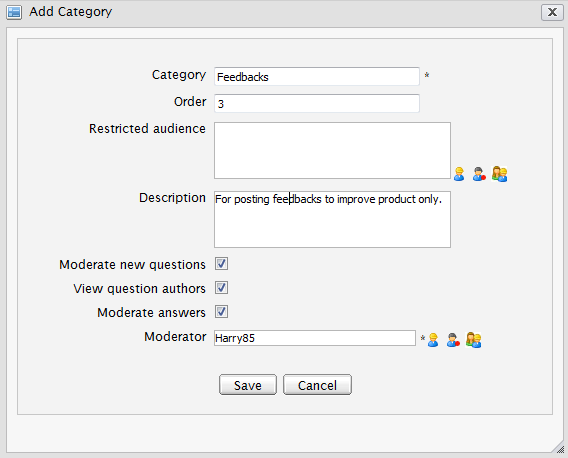 Add Category
Category Feedbacks *
Order 3
Restricted audience
Description For posting feedbacks to improve product only.
Moderate new questions
View question authors
Moderate answers
Moderator Harry85 *
Save Cancel